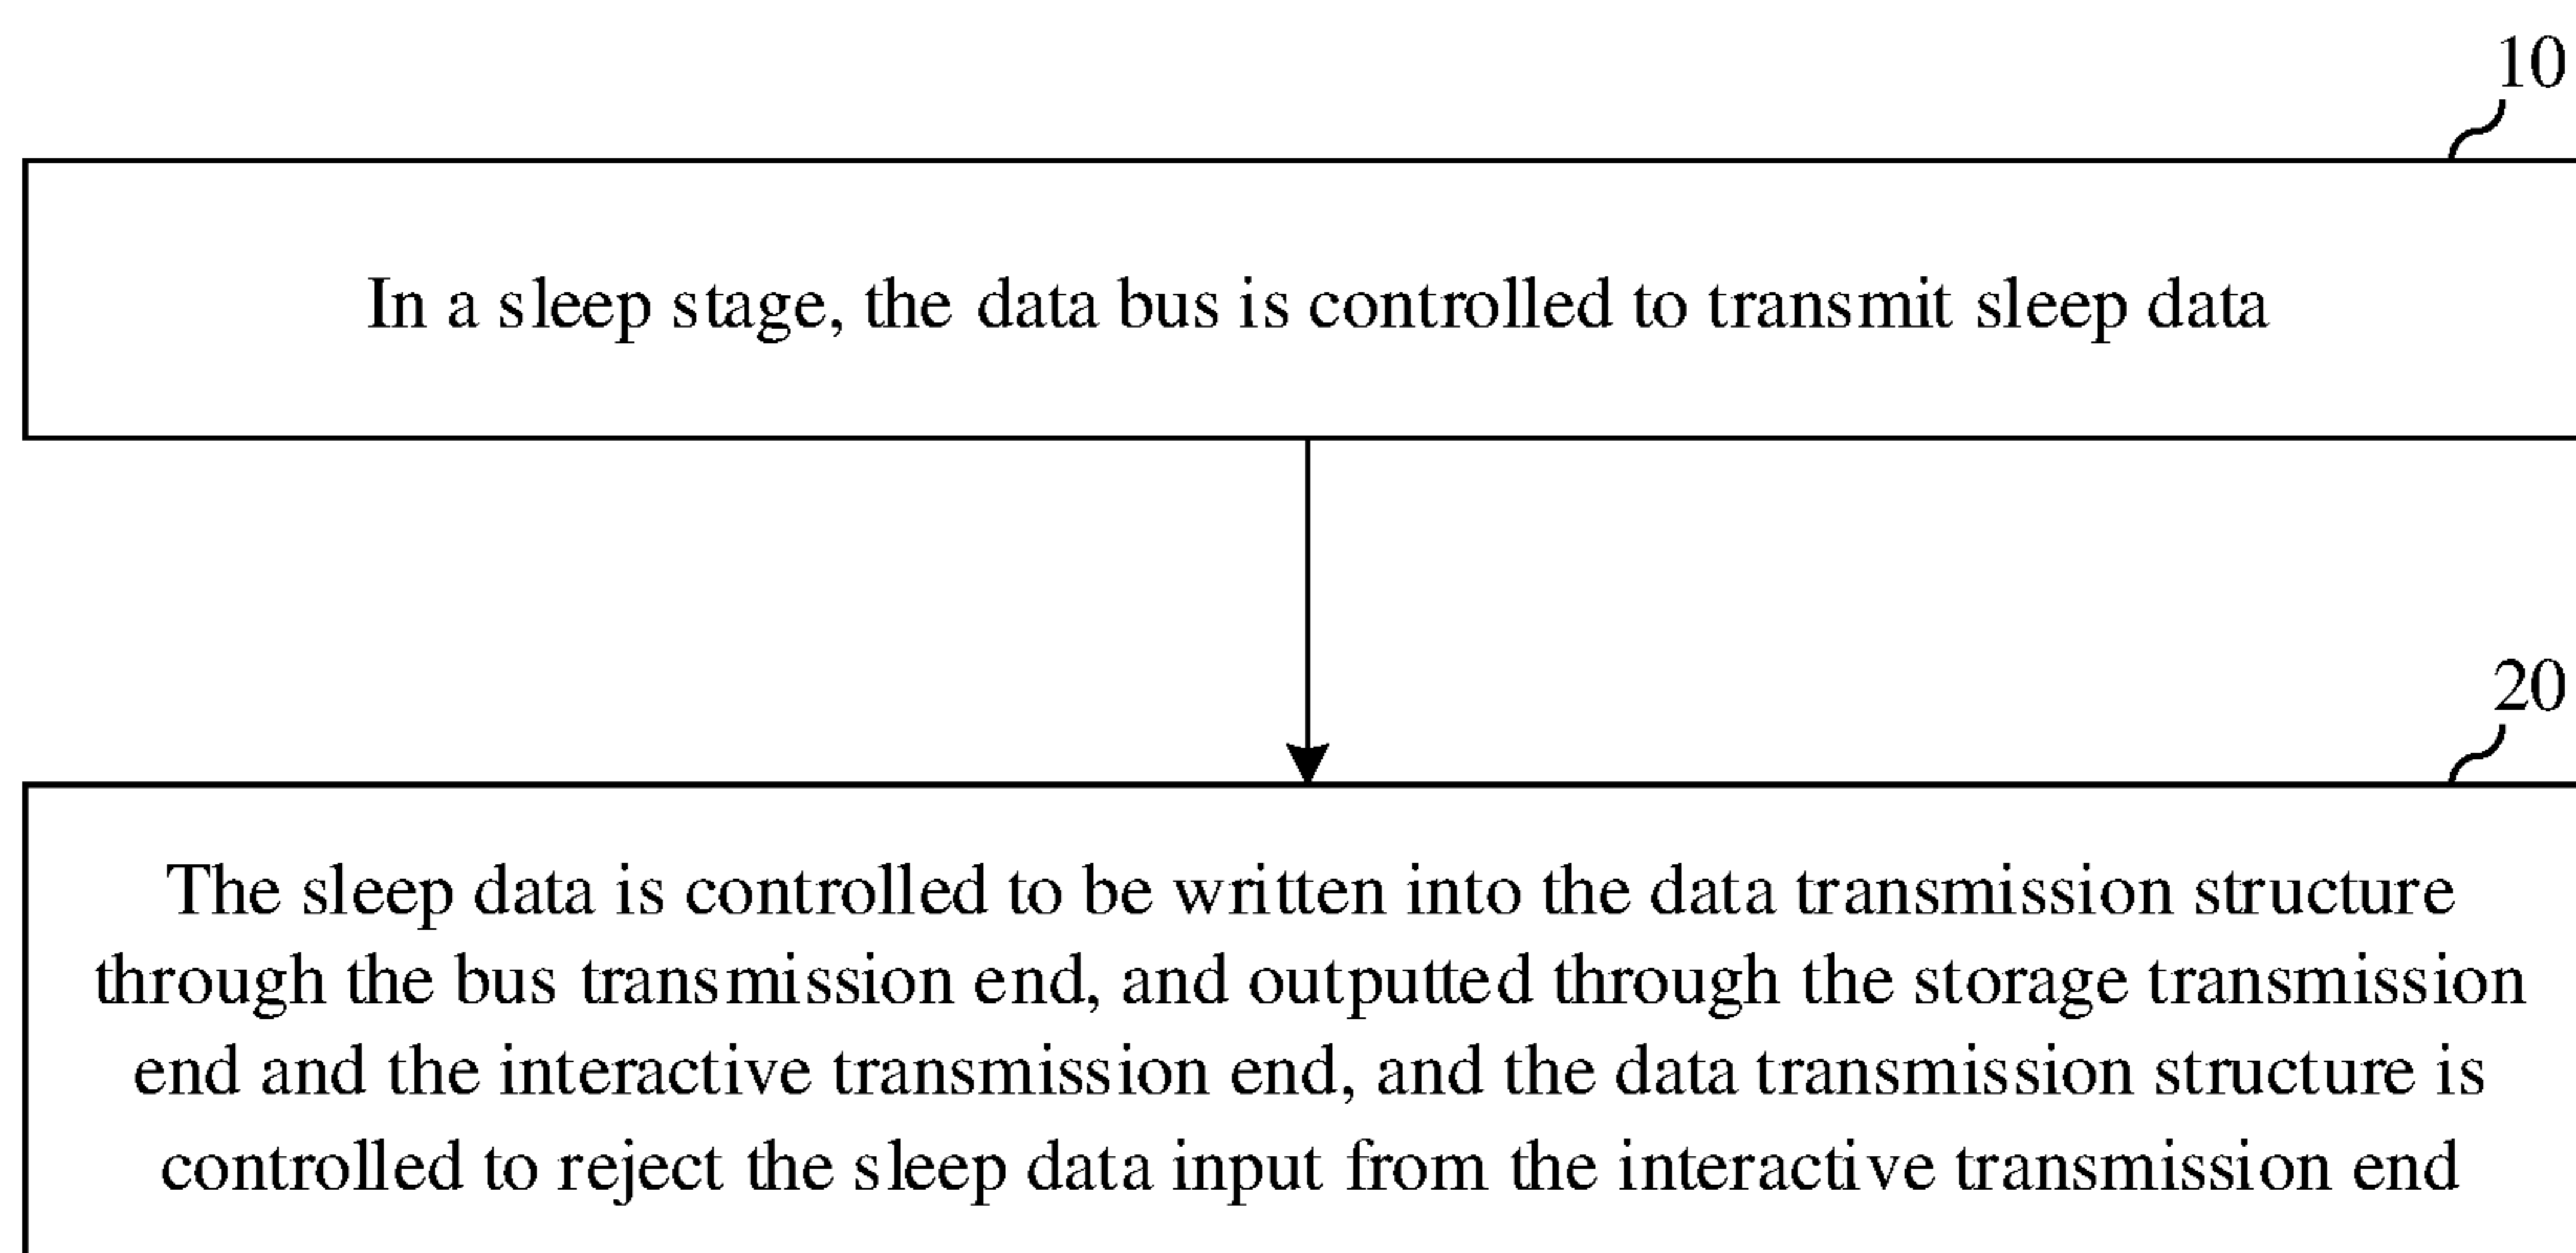 10
In a sleep stage, the data bus is controlled to transmit sleep data
20
The sleep data is controlled to be written into the data transmission structure
through the bus transmission end, and outputted through the storage transmission
end and the interactive transmission end, and the data transmission structure is
controlled to reject the sleep data input from the interactive transmission end